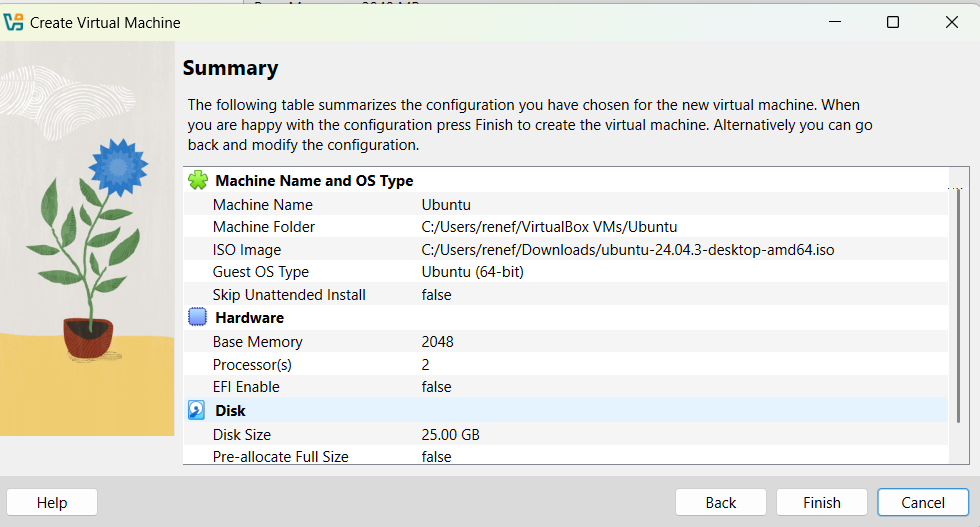 Create Virtual Machine
Summary
The following table summarizes the configuration you have chosen for the new virtual machine. When
you are happy with the configuration press Finish to create the virtual machine. Alternatively you can go
back and modify the configuration.
Machine Name and OS Type
Machine Name Ubuntu
Machine Folder C:/Users/renef/VirtualBox VMs/Ubuntu
ISO Image C:/Users/renef/Downloads/ubuntu-24.04.3-desktop-amd64.iso
Guest OS Type Ubuntu (64-bit)
Skip Unattended Install false
Hardware
Base Memory 2048
Processor(s) 2
EFI Enable false
Disk
Disk Size 25.00 GB
Pre-allocate Full Size false
Help Back Finish Cancel